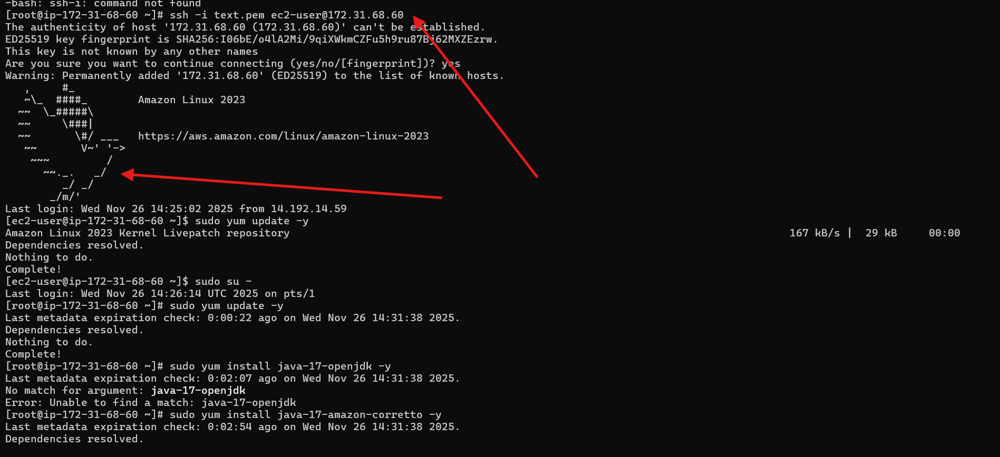 -bash: ssh-i: command not found
[root@ip-172-31-68-60 ~]# ssh -i text.pem ec2-user@172.31.68.60
The authenticity of host '172.31.68.60 (172.31.68.60)' can't be established.
ED25519 key fingerprint is SHA256:I06bE/o4lA2Mi/9qiXWkmCZFu5h9ru87Bj62MXZEzrw.
This key is not known by any other names
Are you sure you want to continue connecting (yes/no/[fingerprint])? yes
Warning: Permanently added '172.31.68.60' (ED25519) to the list of known hosts.
   ,     #_
   ~\_  ####_        Amazon Linux 2023
  ~~  \_#####\
  ~~     \###|
  ~~       \#/ ___   https://aws.amazon.com/linux/amazon-linux-2023
   ~~       V~' '->
    ~~~         /
      ~~._.   _/
         _/ _/
       _/m/'
Last login: Wed Nov 26 14:25:02 2025 from 14.192.14.59
[ec2-user@ip-172-31-68-60 ~]$ sudo yum update -y
Amazon Linux 2023 Kernel Livepatch repository 167 kB/s |  29 kB     00:00
Dependencies resolved.
Nothing to do.
Complete!
[ec2-user@ip-172-31-68-60 ~]$ sudo su -
Last login: Wed Nov 26 14:26:14 UTC 2025 on pts/1
[root@ip-172-31-68-60 ~]# sudo yum update -y
Last metadata expiration check: 0:00:22 ago on Wed Nov 26 14:31:38 2025.
Dependencies resolved.
Nothing to do.
Complete!
[root@ip-172-31-68-60 ~]# sudo yum install java-17-openjdk -y
Last metadata expiration check: 0:02:07 ago on Wed Nov 26 14:31:38 2025.
No match for argument: java-17-openjdk
Error: Unable to find a match: java-17-openjdk
[root@ip-172-31-68-60 ~]# sudo yum install java-17-amazon-corretto -y
Last metadata expiration check: 0:02:54 ago on Wed Nov 26 14:31:38 2025.
Dependencies resolved.